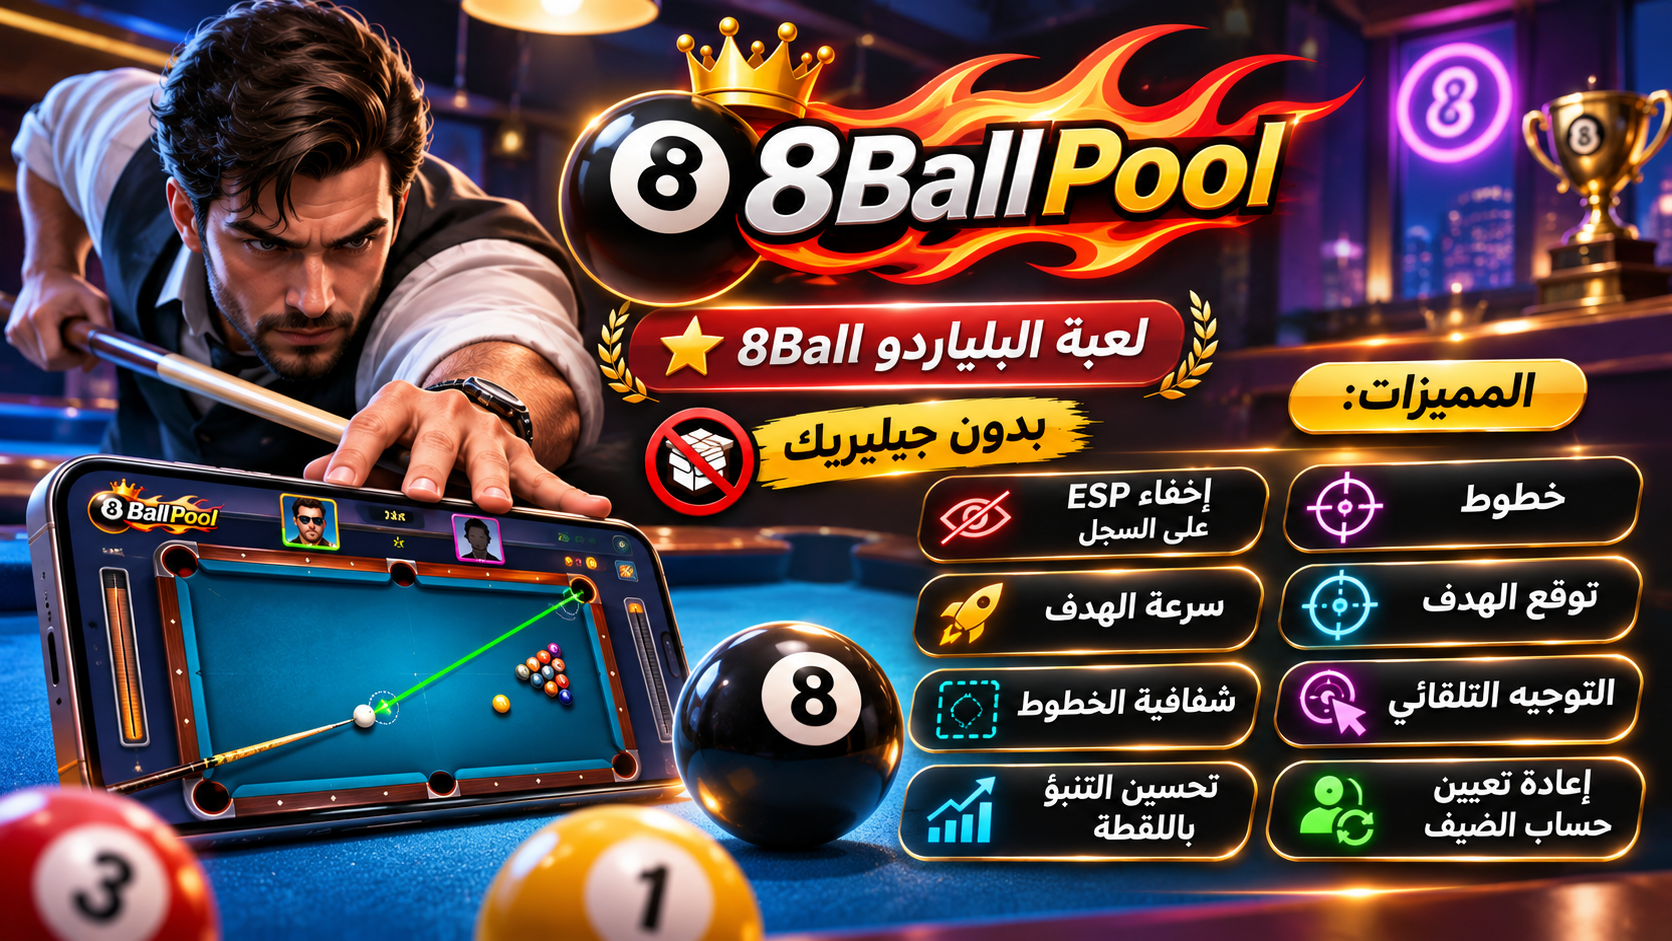 8
8BallPool
8
8
لعبة البلياردو 8Ball
بدون جيليريك
المميزات:
خطوط
إخفاء ESP
على السجل
توقع الهدف
سرعة الهدف
التوجيه التلقائي
شفافية الخطوط
إعادة تعيين
حساب الضيف
تحسين التنبؤ
باللقطة
8 BallPool
8
3
1